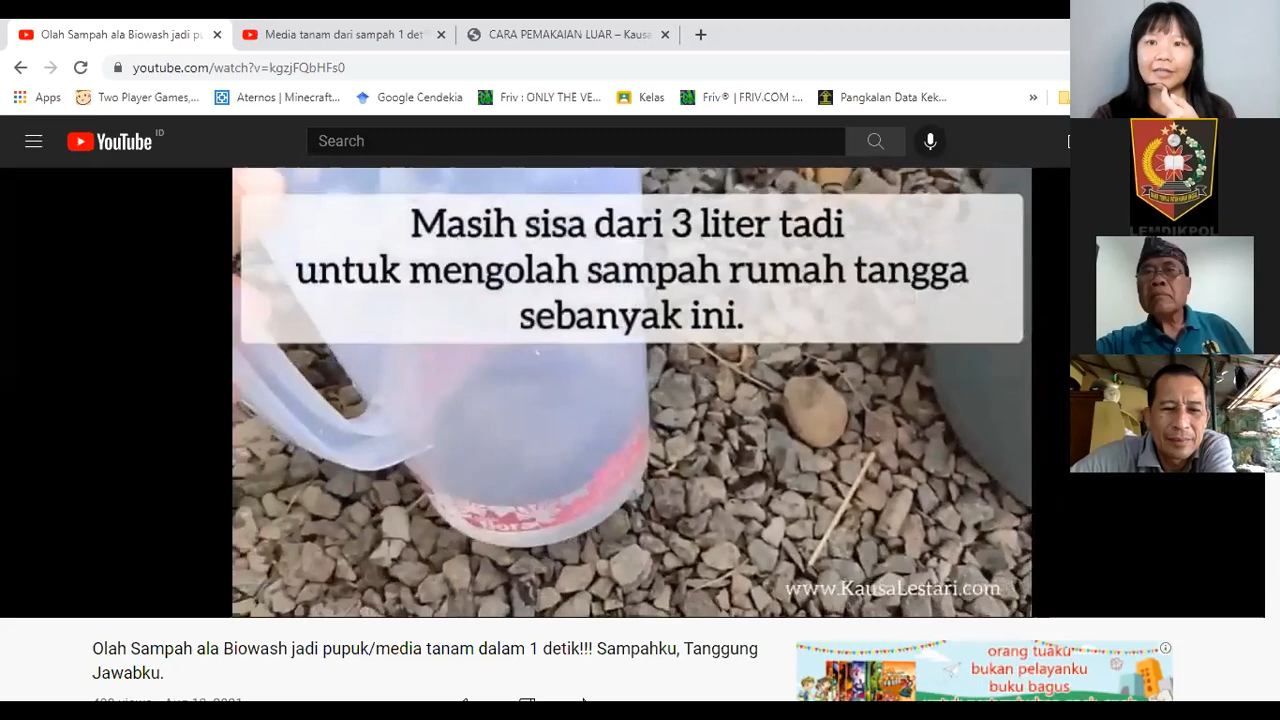 Olah Sampah ala Biowash jadi pu
Media tanam dari sampah 1 det
CARA PEMAKAIAN LUAR – Kausa
youtube.com/watch?v=kgzjFQbHFs0
Apps
Two Player Games,...
Aternos | Minecraft...
Google Cendekia
Friv : ONLY THE VE...
Kelas
Friv® | FRIV.COM :...
Pangkalan Data Kek...
»
YouTube ID
Search
LEMDIKPOL
Masih sisa dari 3 liter tadi
untuk mengolah sampah rumah tangga
sebanyak ini.
www.KausaLestari.com
Olah Sampah ala Biowash jadi pupuk/media tanam dalam 1 detik!!! Sampahku, Tanggung
Jawabku.
orang tuaku
bukan pelayanku
buku bagus